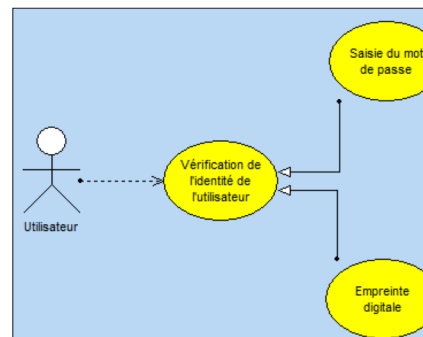 Saisie du mot
de passe
Vérification de
l'identité de
l'utilisateur
Utilisateur
Empreinte
digitale